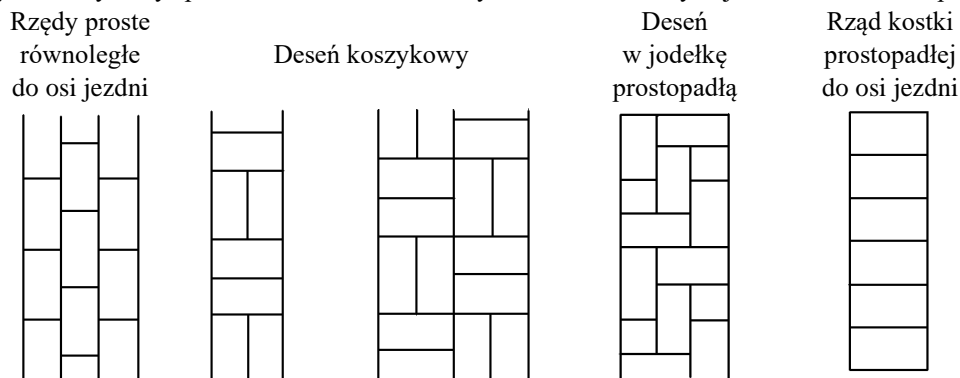 Rzędy proste
równoległe
do osi jezdni
Deseń koszykowy
Deseń
w jodełkę
prostopadłą
Rząd kostki
prostopadłej
do osi jezdni